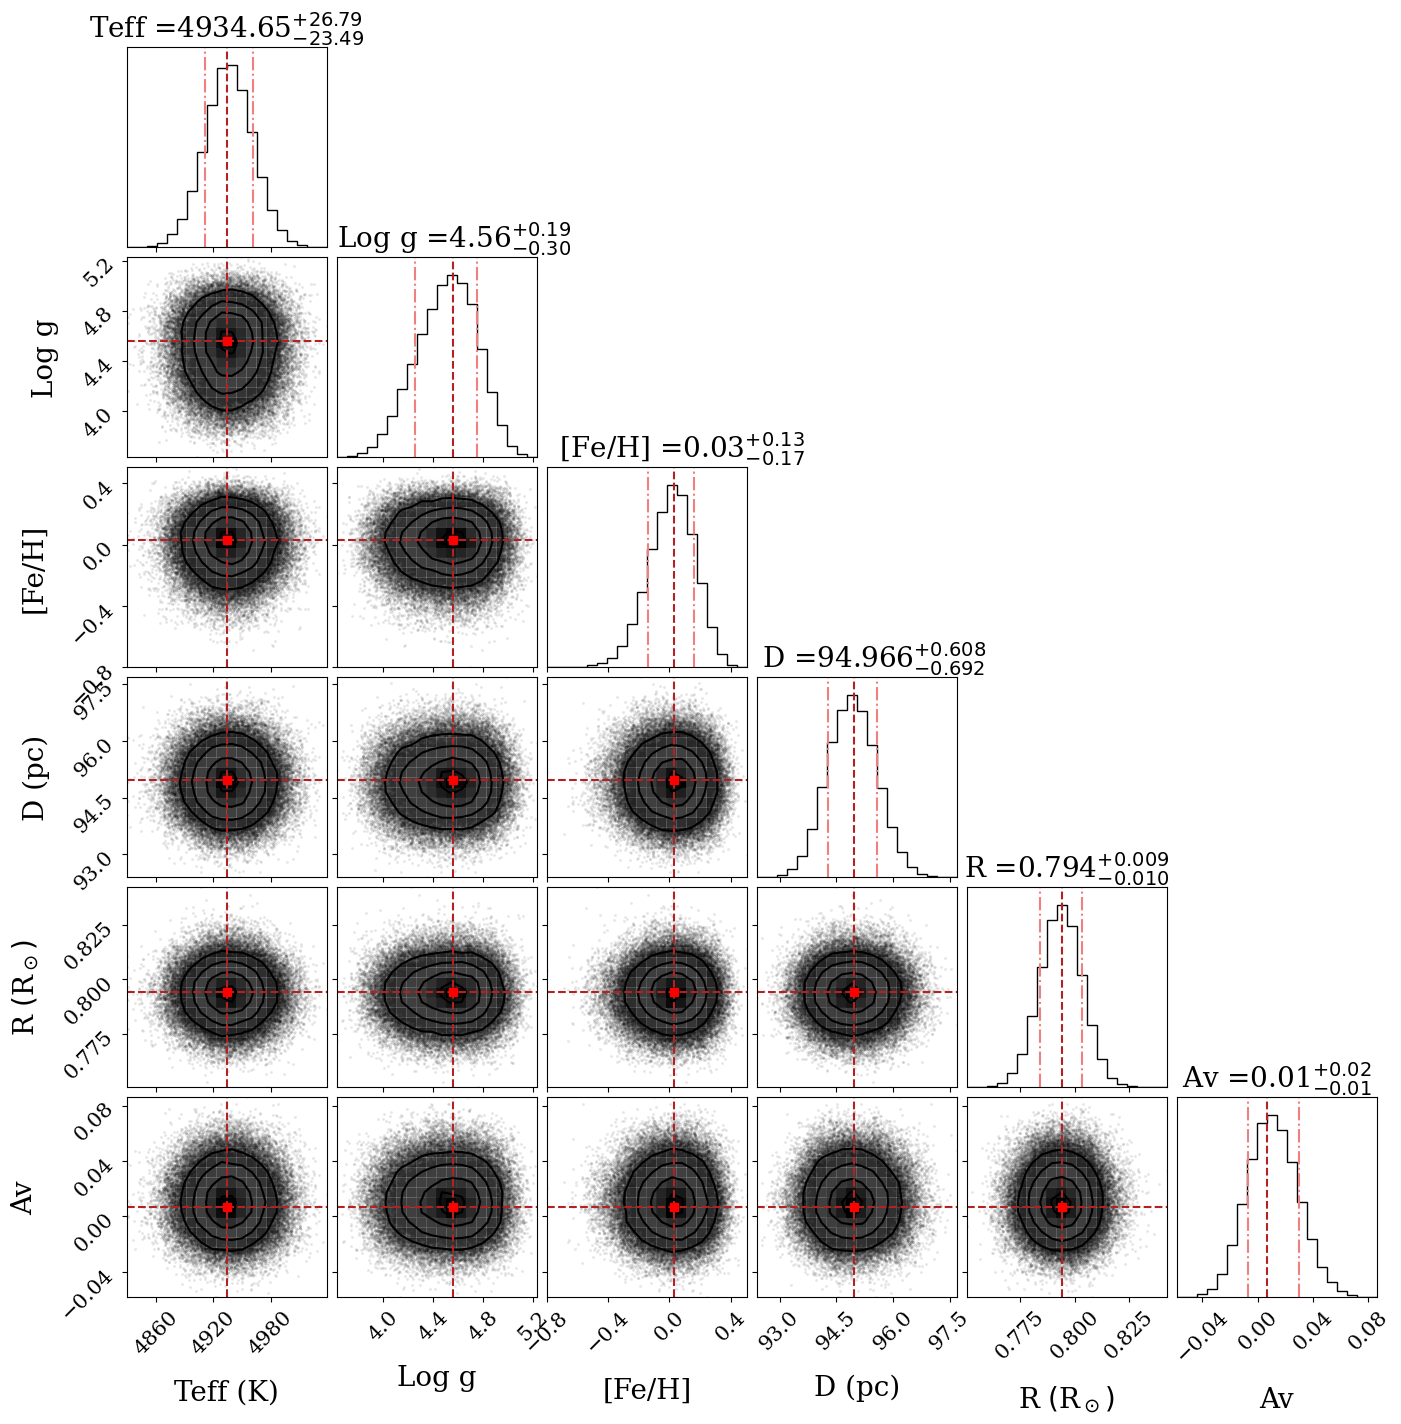 Teff =4934.65+26.79−23.49
Log g =4.56+0.19−0.30
5.2
4.8
4.4
4.0
Log g
[Fe/H] =0.03+0.13−0.17
0.4
0.0
−0.4
−0.8
[Fe/H]
D =94.966+0.608−0.692
97.5
96.0
94.5
93.0
D (pc)
R =0.794+0.009−0.010
0.825
0.800
0.775
R (R⊙)
Av =0.01+0.02−0.01
0.08
0.04
0.00
−0.04
Av
4860 4920 4980
4.0 4.4 4.8 5.2
−0.8 −0.4 0.0 0.4
93.0 94.5 96.0 97.5
0.775 0.800 0.825
−0.04 0.00 0.04 0.08
Teff (K)
Log g
[Fe/H]
D (pc)
R (R⊙)
Av